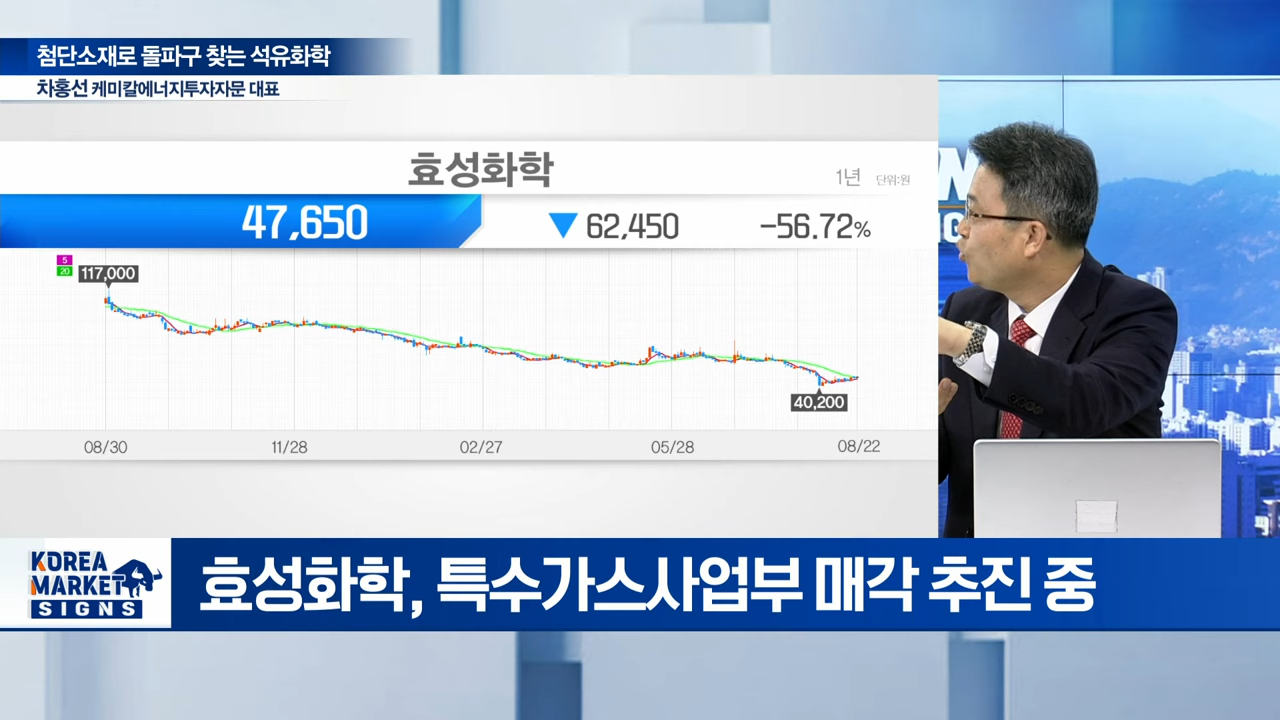 첨단소재로 돌파구 찾는 석유화학
차홍선 케미칼에너지투자자문 대표
효성화학
1년 단위:원
47,650 ▼ 62,450 -56.72%
5
20
117,000
40,200
08/30 11/28 02/27 05/28 08/22
KOREA
MARKET
SIGNS
효성화학, 특수가스사업부 매각 추진 중